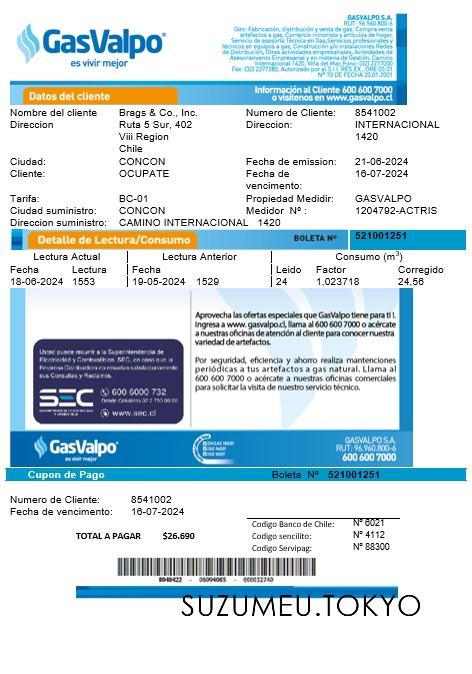 GasValpo
es vivir mejor
GASVALPO S.A.
RUT: 96.960.800-6
Giro: Fabricación, distribución y venta de gas, Compra venta
artefactos a gas, Comercio minorista y artículos de hogar,
Servicio de asesoría Técnica en Gas, Servicios profesionales y
técnicos en equipos a gas, Construcción y/o instalaciones Redes
de Distribución, Otras actividades empresariales, Actividades de
Asesoramiento Empresarial y en materia de Gestión Camino
Internacional 1420, Viña del Mar, Fono: (32) 2277000
Fax: (32) 2277280, Autorizado por el S.I.I. RES.EX., ORE 05.01
N° 70 DE FECHA 20.01.2001
Información al Cliente 600 600 7000
o visítenos en www.gasvalpo.cl
Datos del cliente
Nombre del cliente Brags & Co., Inc. Numero de Cliente: 8541002
Direccion Ruta 5 Sur, 402 Direccion: INTERNACIONAL
Viii Region 1420
Chile
Ciudad: CONCON Fecha de emision: 21-06-2024
Cliente: OCUPATE Fecha de 16-07-2024
vencimento:
Tarifa: BC-01 Propiedad Medidir: GASVALPO
Ciudad suministro: CONCON Medidor Nº : 1204792-ACTRIS
Direccion suministro: CAMINO INTERNACIONAL 1420
Detalle de Lectura/Consumo BOLETA Nº 521001251
Lectura Actual Lectura Anterior Consumo (m³)
Fecha Lectura Fecha Leido Factor Corregido
18-06-2024 1553 19-05-2024 1529 24 1,023718 24,56
Aprovecha las ofertas especiales que GasValpo tiene para ti !.
Ingresa a www. gasvalpo.cl, llama al 600 600 7000 o acércate
a nuestras oficinas de atención al cliente para conocer nuestra
variedad de artefactos.
Por seguridad, eficiencia y ahorro realiza mantenciones
periódicas a tus artefactos a gas natural. Llama al
600 600 7000 o acércate a nuestras oficinas comerciales
para solicitar la visita de nuestro servicio técnico.
Usted puede recurrir a la Superintendencia de
Electricidad y Combustibles. SEC, en caso que la
Empresa Distribuidora no resuelva satisfactoriamente
sus Consultas y Reclamos.
SEC
600 6000 732
www.sec.cl
GasValpo
es vivir mejor
GASVALPO S.A.
RUT: 96.960.800-6
600 600 7000
Cupon de Pago Boleta Nº 521001251
Numero de Cliente: 8541002
Fecha de vencimento: 16-07-2024
TOTAL A PAGAR $26.690
Codigo Banco de Chile: Nº 6021
Codigo sencilito: Nº 4112
Codigo Servipag: Nº 88300
8048422 - 06094065 - 000032740
SUZUMEU.TOKYO